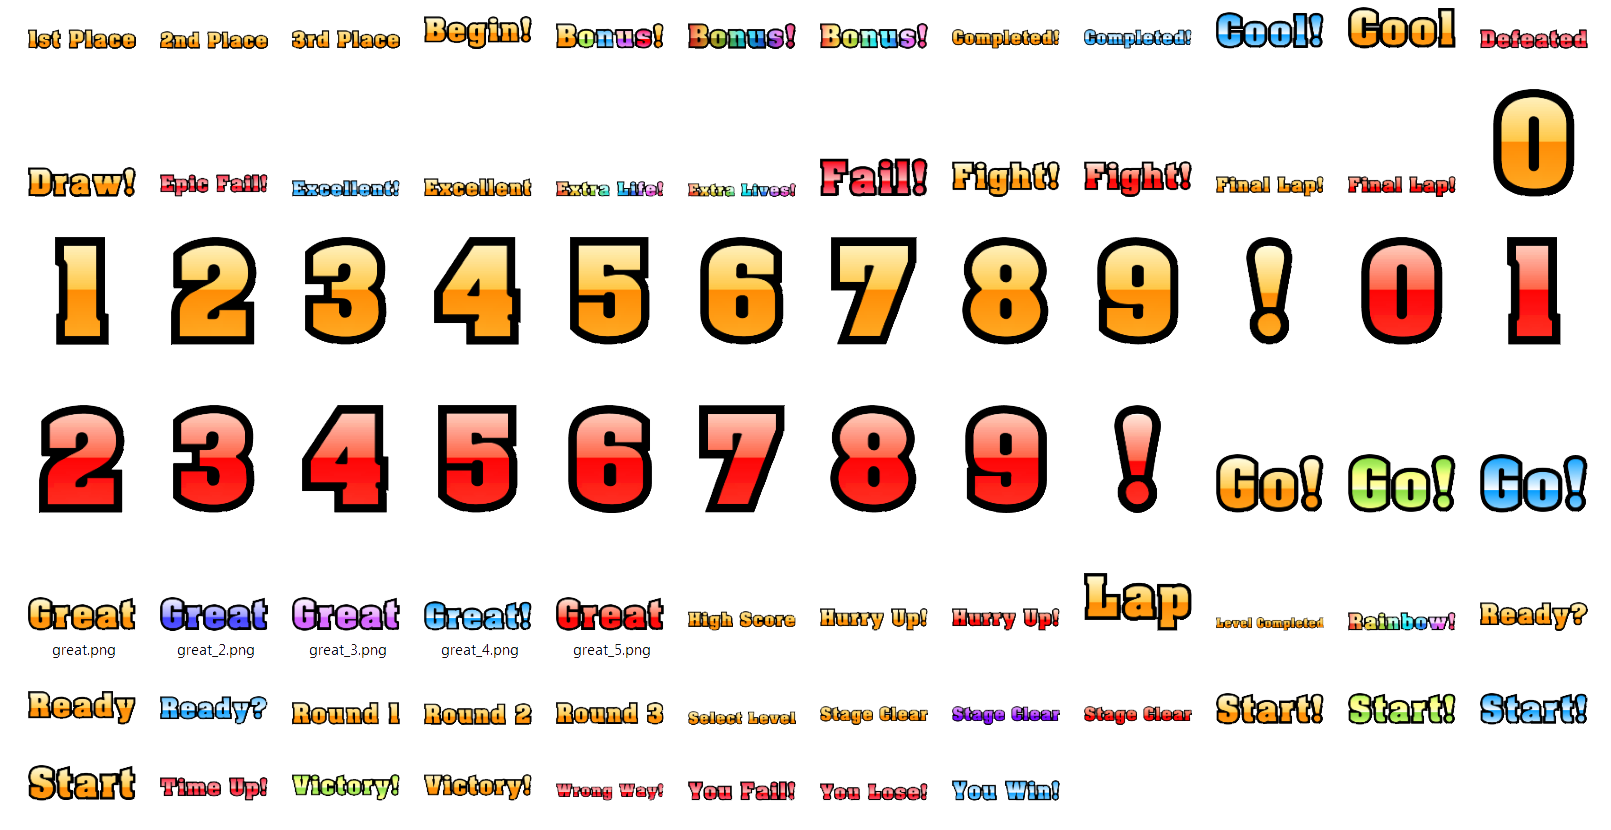 1st Place 2nd Place 3rd Place Begin! Bonus! Bonus! Bonus! Completed! Completed! Cool! Cool Defeated
Draw! Epic Fail! Excellent! Excellent Extra Life! Extra Lives! Fail! Fight! Fight! Final Lap! Final Lap! 0
1 2 3 4 5 6 7 8 9 ! 0 1
2 3 4 5 6 7 8 9 ! Go! Go! Go!
Great Great Great Great! Great High Score Hurry Up! Hurry Up! Lap Level Completed Rainbow! Ready?
great.png great_2.png great_3.png great_4.png great_5.png
Ready Ready? Round 1 Round 2 Round 3 Select Level Stage Clear Stage Clear Stage Clear Start! Start! Start!
Start Time Up! Victory! Victory! Wrong Way! You Fail! You Lose! You Win!